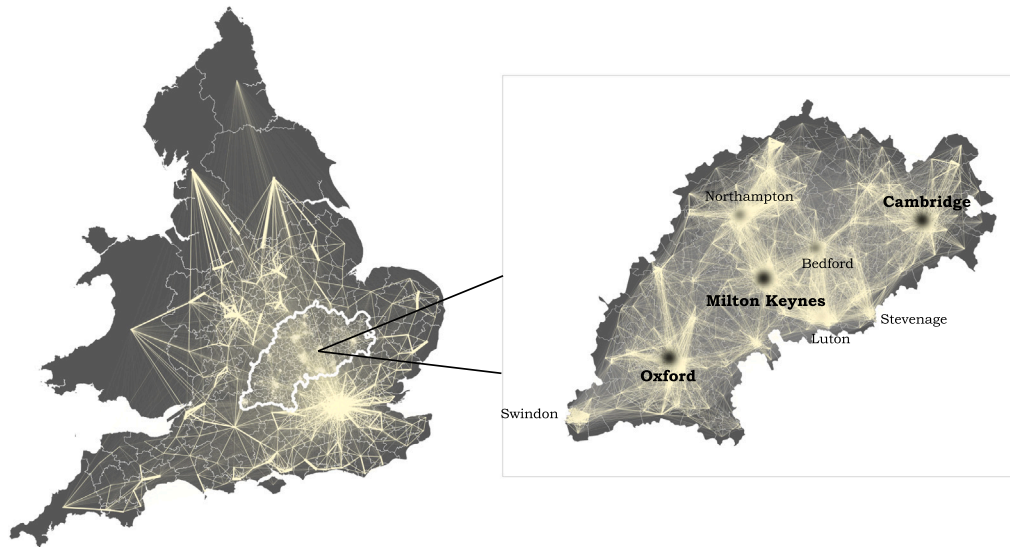 Northampton
Cambridge
Bedford
Milton Keynes
Stevenage
Luton
Oxford
Swindon